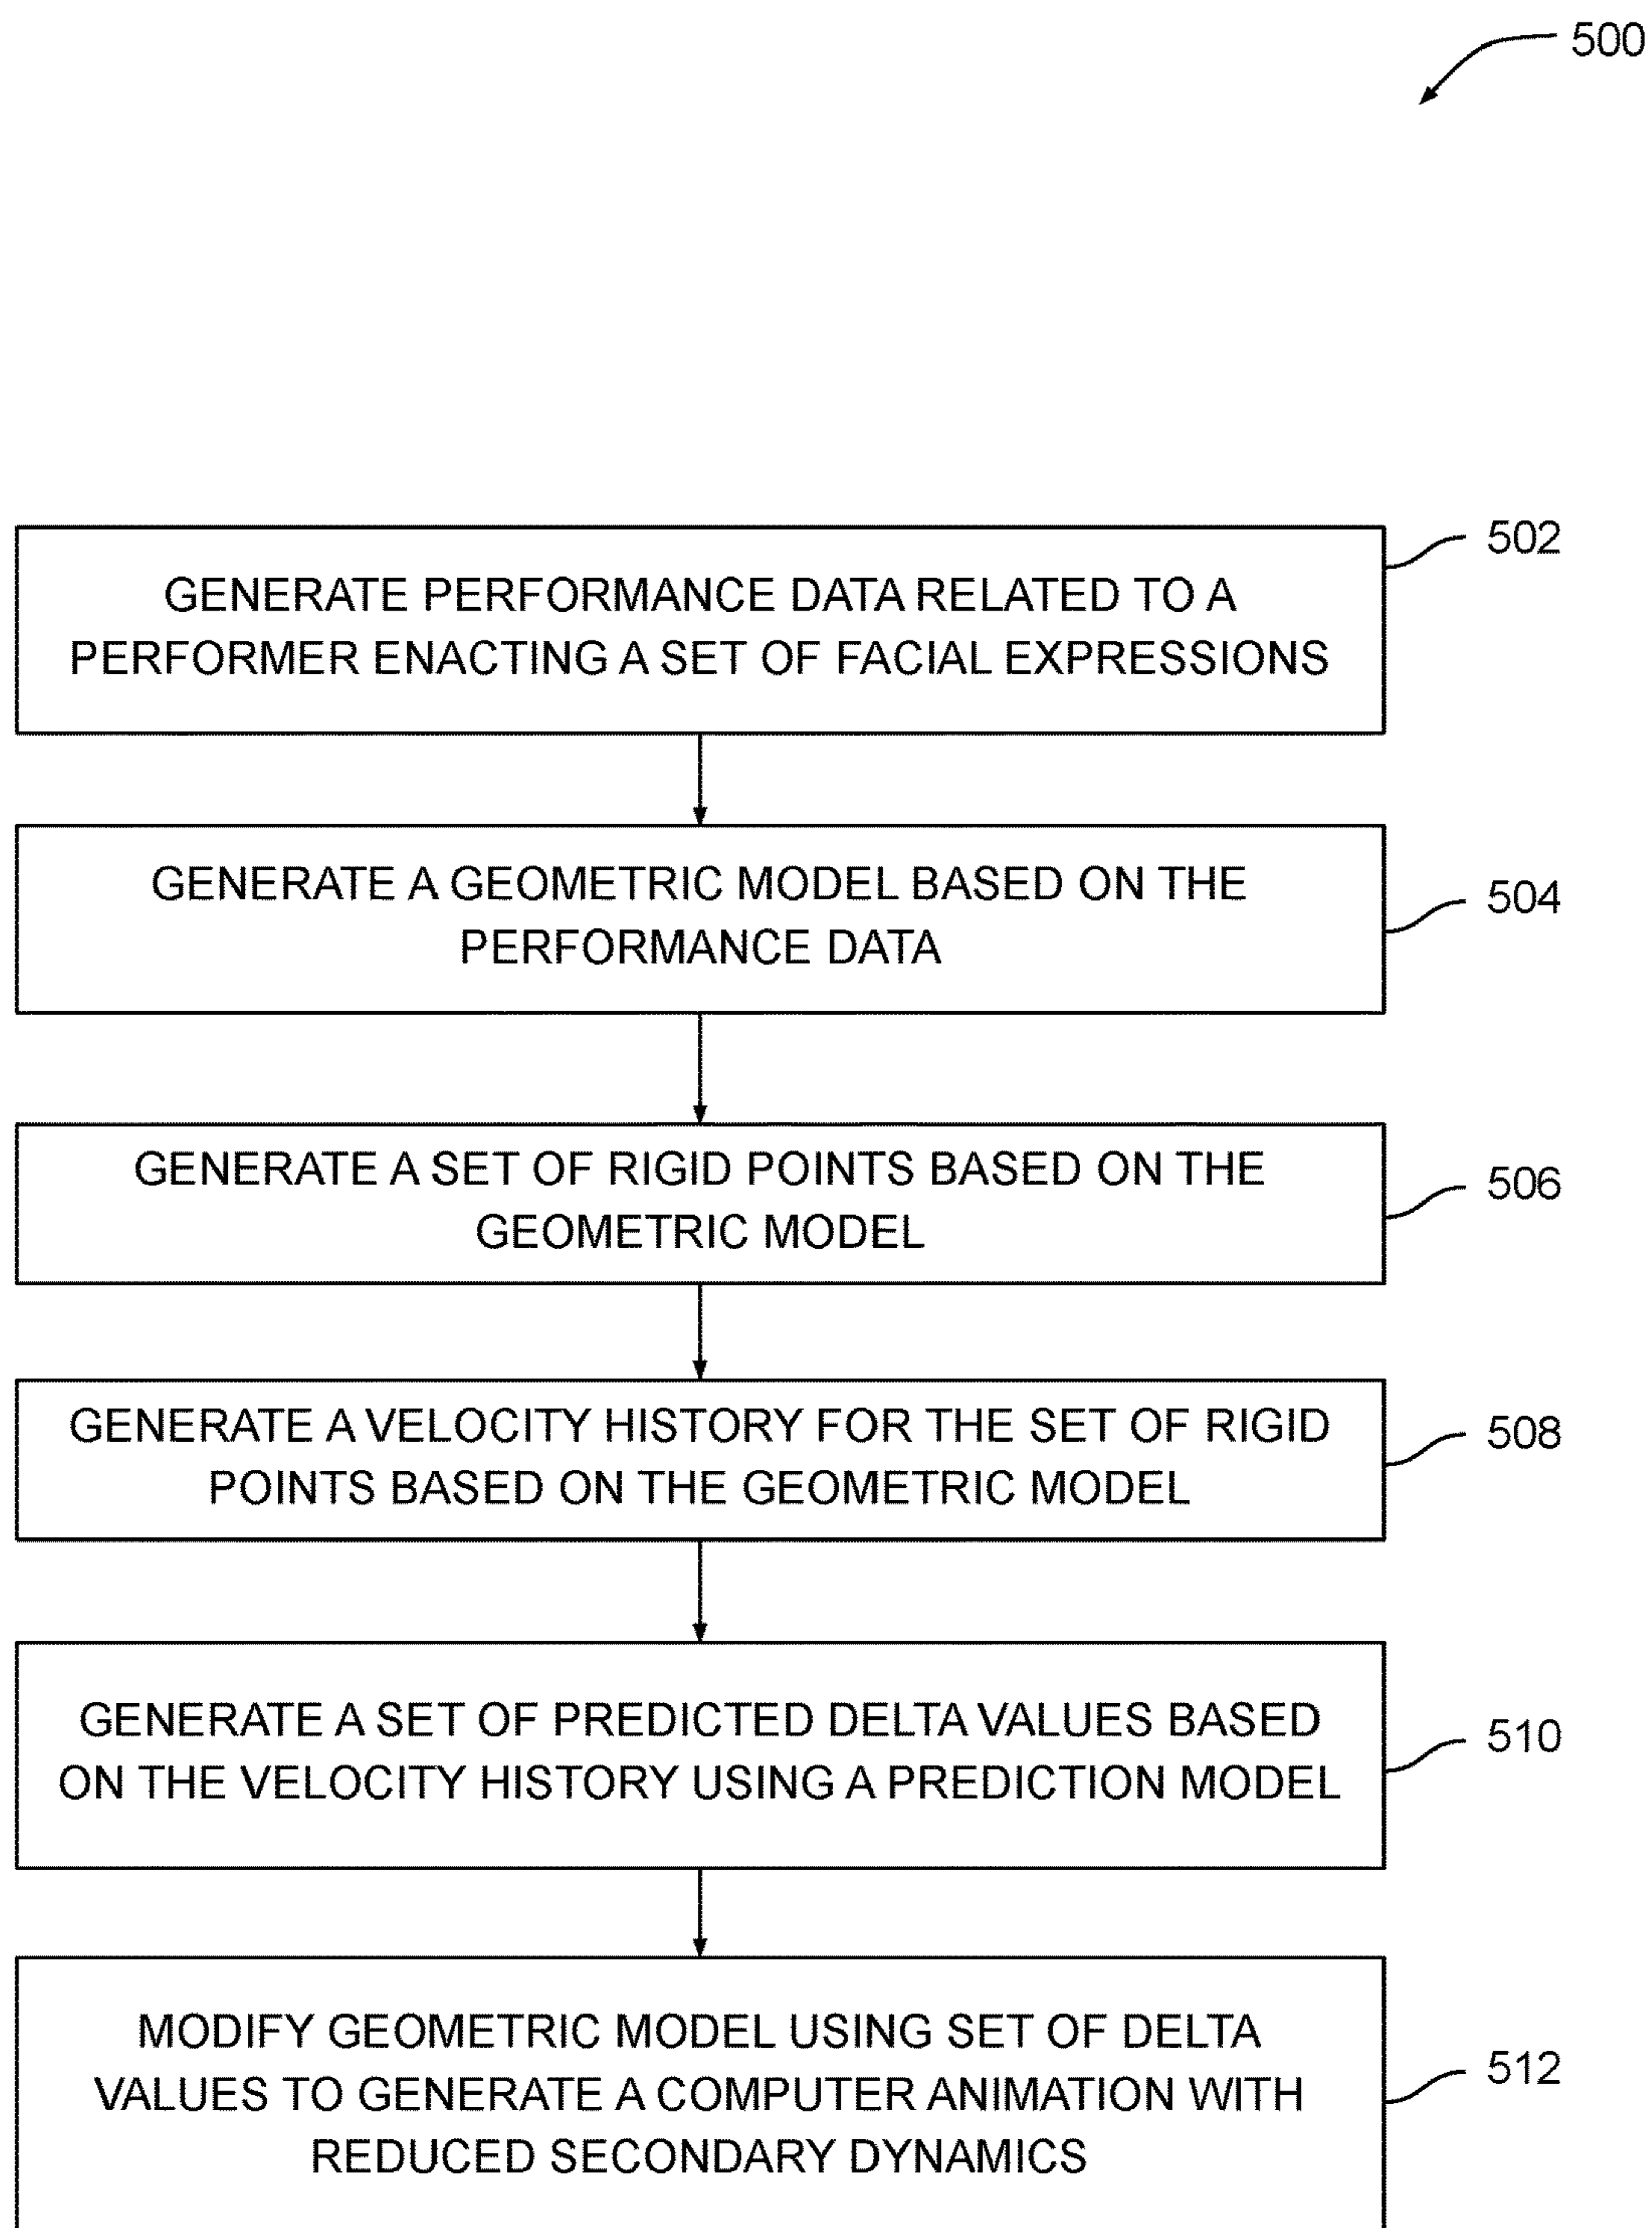 500
GENERATE PERFORMANCE DATA RELATED TO A
PERFORMER ENACTING A SET OF FACIAL EXPRESSIONS
502
GENERATE A GEOMETRIC MODEL BASED ON THE
PERFORMANCE DATA
504
GENERATE A SET OF RIGID POINTS BASED ON THE
GEOMETRIC MODEL
506
GENERATE A VELOCITY HISTORY FOR THE SET OF RIGID
POINTS BASED ON THE GEOMETRIC MODEL
508
GENERATE A SET OF PREDICTED DELTA VALUES BASED
ON THE VELOCITY HISTORY USING A PREDICTION MODEL
510
MODIFY GEOMETRIC MODEL USING SET OF DELTA
VALUES TO GENERATE A COMPUTER ANIMATION WITH
REDUCED SECONDARY DYNAMICS
512